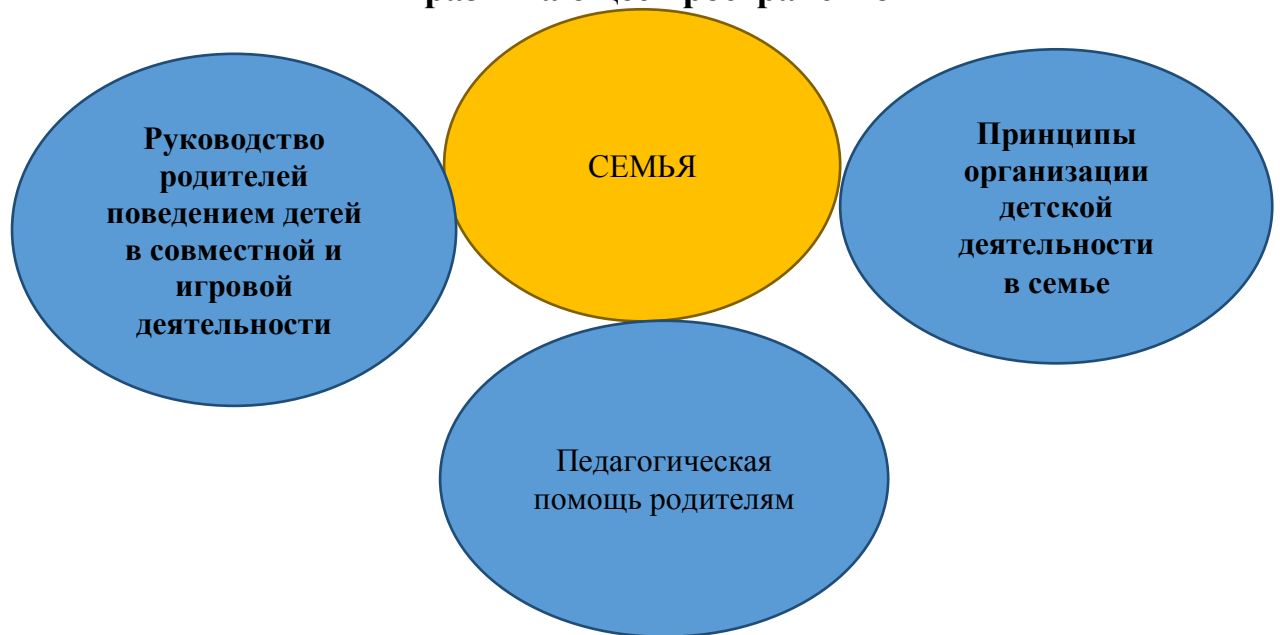 Руководство
родителей
поведением детей
в совместной и
игровой
деятельности
СЕМЬЯ
Принципы
организации
детской
деятельности
в семье
Педагогическая
помощь родителям